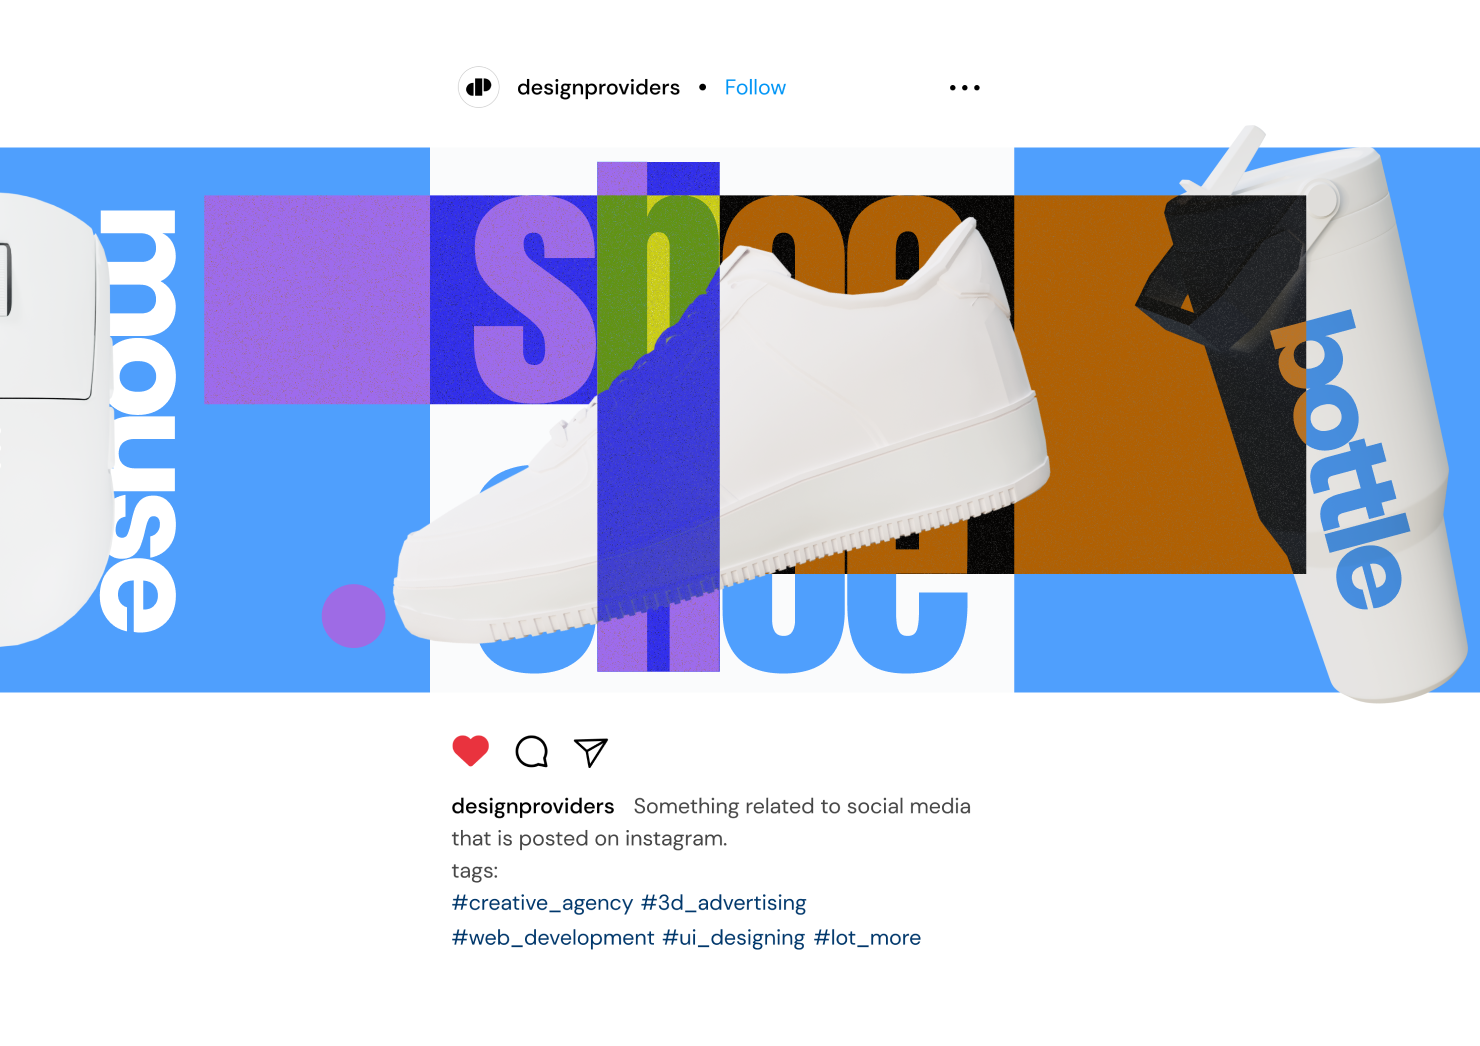 designproviders • Follow
mouse
shoe
shoe
bottle
designproviders Something related to social media
that is posted on instagram.
tags:
#creative_agency #3d_advertising
#web_development #ui_designing #lot_more